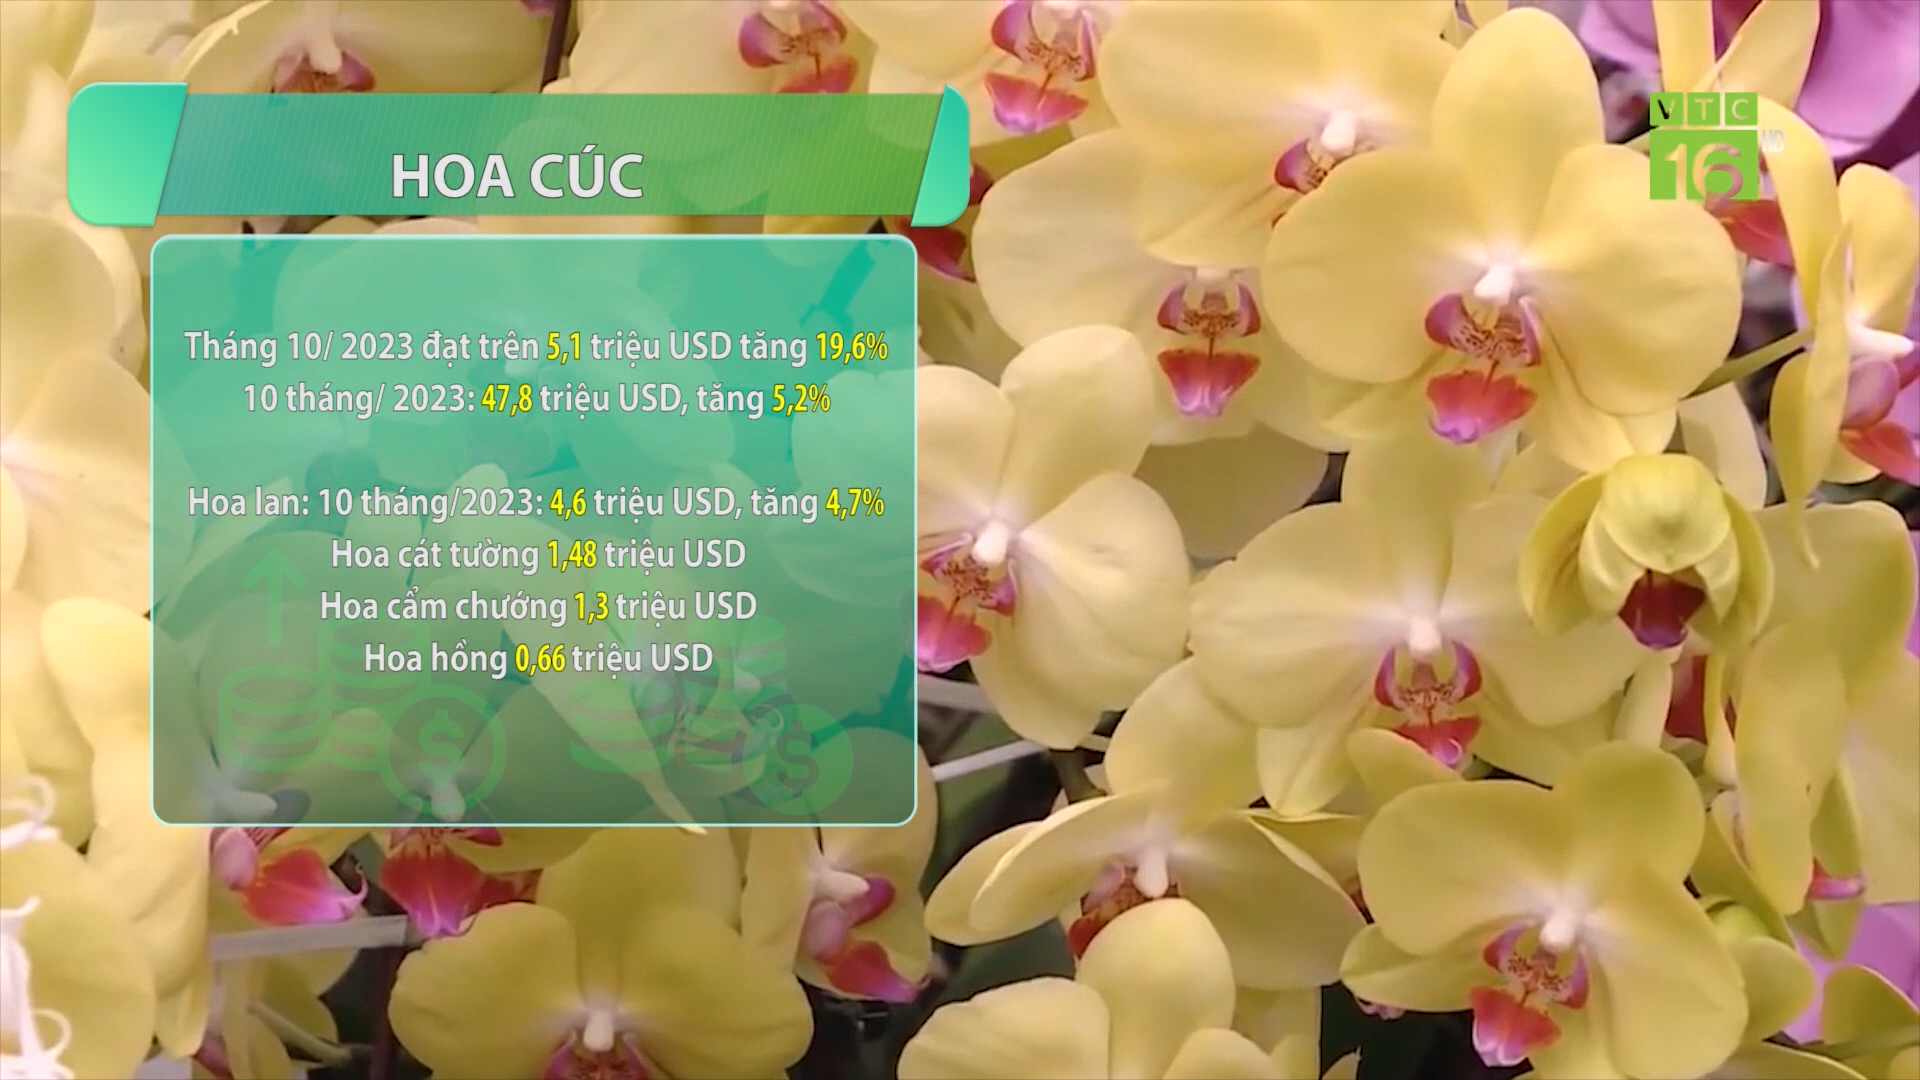 HOA CÚC
VTC
16
HD
Tháng 10/ 2023 đạt trên 5,1 triệu USD tăng 19,6%
10 tháng/ 2023: 47,8 triệu USD, tăng 5,2%
Hoa lan: 10 tháng/2023: 4,6 triệu USD, tăng 4,7%
Hoa cát tường 1,48 triệu USD
Hoa cẩm chướng 1,3 triệu USD
Hoa hồng 0,66 triệu USD